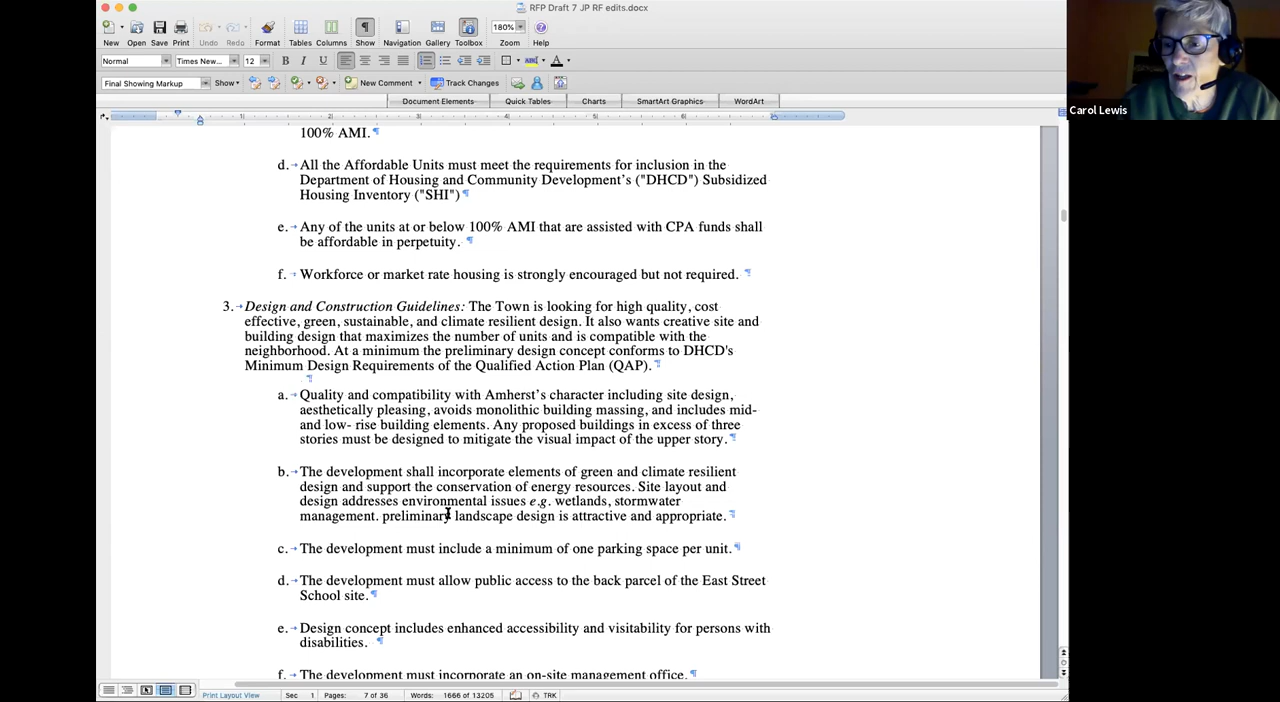 RFP Draft 7 JP RF edits.docx
New Open Save Print Undo Redo Format Tables Columns Show Navigation Gallery Toolbox Zoom Help
180%
Normal Times New... 12 B I U
Final Showing Markup Show New Comment Track Changes
Document Elements Quick Tables Charts SmartArt Graphics WordArt
Carol Lewis
100% AMI.
d. All the Affordable Units must meet the requirements for inclusion in the
Department of Housing and Community Development's ("DHCD") Subsidized
Housing Inventory ("SHI")
e. Any of the units at or below 100% AMI that are assisted with CPA funds shall
be affordable in perpetuity.
f. Workforce or market rate housing is strongly encouraged but not required.
3. Design and Construction Guidelines: The Town is looking for high quality, cost
effective, green, sustainable, and climate resilient design. It also wants creative site and
building design that maximizes the number of units and is compatible with the
neighborhood. At a minimum the preliminary design concept conforms to DHCD's
Minimum Design Requirements of the Qualified Action Plan (QAP).
a. Quality and compatibility with Amherst's character including site design,
aesthetically pleasing, avoids monolithic building massing, and includes mid-
and low- rise building elements. Any proposed buildings in excess of three
stories must be designed to mitigate the visual impact of the upper story.
b. The development shall incorporate elements of green and climate resilient
design and support the conservation of energy resources. Site layout and
design addresses environmental issues e.g. wetlands, stormwater
management. preliminary landscape design is attractive and appropriate.
c. The development must include a minimum of one parking space per unit.
d. The development must allow public access to the back parcel of the East Street
School site.
e. Design concept includes enhanced accessibility and visitability for persons with
disabilities.
f. The development must incorporate an on-site management office.
Print Layout View Sec 1 Pages: 7 of 36 Words: 1666 of 13205 TRK